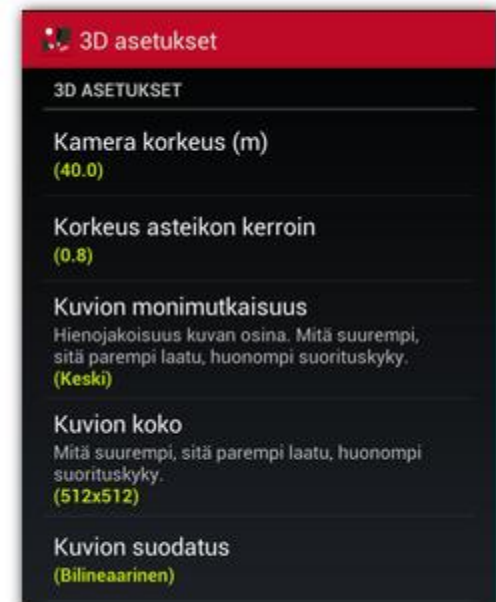 3D asetukset
3D ASETUKSET
Kamera korkeus (m)
(40.0)
Korkeus asteikon kerroin
(0.8)
Kuvion monimutkaisuus
Hienojakoisuus kuvan osina. Mitä suurempi,
sitä parempi laatu, huonompi suorituskyky.
(Keski)
Kuvion koko
Mitä suurempi, sitä parempi laatu, huonompi
suorituskyky.
(512x512)
Kuvion suodatus
(Bilineaarinen)